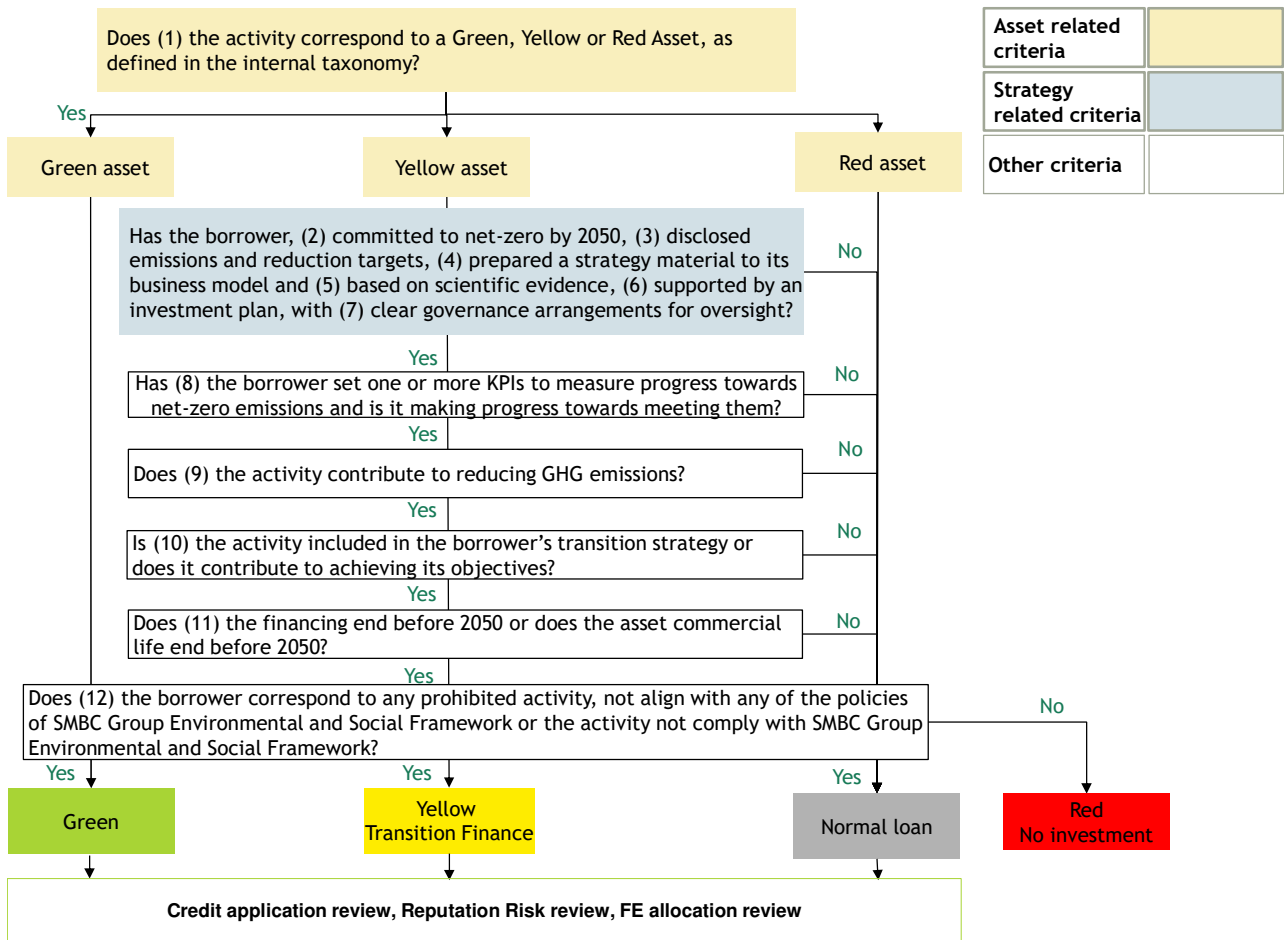 Does (1) the activity correspond to a Green, Yellow or Red Asset, as
defined in the internal taxonomy?
Asset related
criteria
Strategy
related criteria
Other criteria
Yes
Green asset
Yellow asset
Red asset
Has the borrower, (2) committed to net-zero by 2050, (3) disclosed
emissions and reduction targets, (4) prepared a strategy material to its
business model and (5) based on scientific evidence, (6) supported by an
investment plan, with (7) clear governance arrangements for oversight?
No
Yes
Has (8) the borrower set one or more KPIs to measure progress towards
net-zero emissions and is it making progress towards meeting them?
No
Yes
Does (9) the activity contribute to reducing GHG emissions?
No
Yes
Is (10) the activity included in the borrower's transition strategy or
does it contribute to achieving its objectives?
No
Yes
Does (11) the financing end before 2050 or does the asset commercial
life end before 2050?
No
Yes
Does (12) the borrower correspond to any prohibited activity, not align with any of the policies
of SMBC Group Environmental and Social Framework or the activity not comply with SMBC Group
Environmental and Social Framework?
No
Yes
Yes
Yes
Green
Yellow
Transition Finance
Normal loan
Red
No investment
Credit application review, Reputation Risk review, FE allocation review